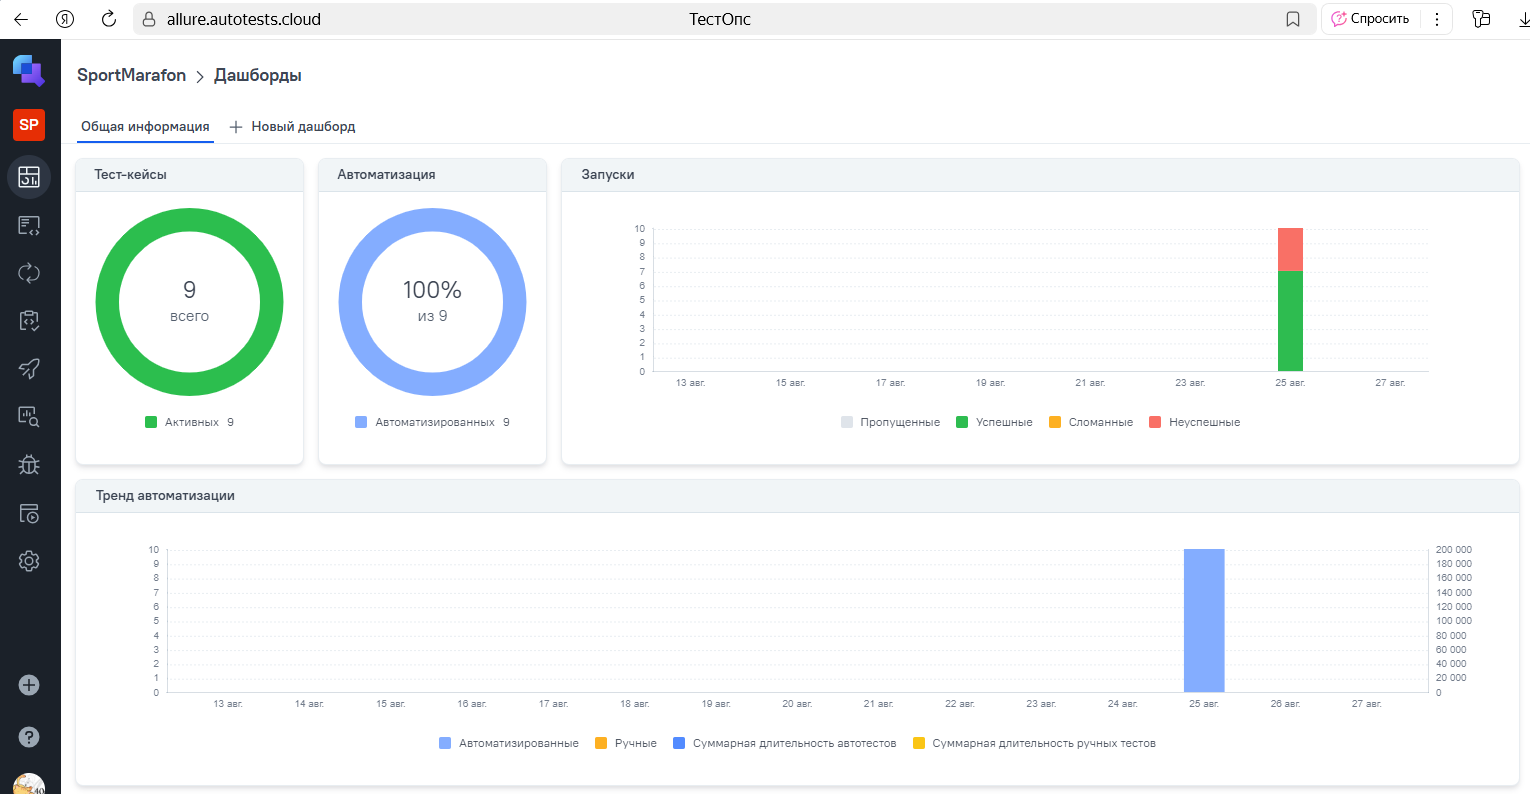 allue.autotests.cloud
ТестОпс
Спросить
SportMarafon > Дашборды
SP
Общая информация
+ Новый дашборд
Тест-кейсы
9
всего
Активных 9
Автоматизация
100%
из 9
Автоматизированных 9
Запуски
10
9
8
7
6
5
4
3
2
1
0
13 авг. 15 авг. 17 авг. 19 авг. 21 авг. 23 авг. 25 авг. 27 авг.
Пропущенные Успешные Сломанные Неуспешные
Тренд автоматизации
10 200 000
9 180 000
8 160 000
7 140 000
6 120 000
5 100 000
4 80 000
3 60 000
2 40 000
1 20 000
0 0
13 авг. 14 авг. 15 авг. 16 авг. 17 авг. 18 авг. 19 авг. 20 авг. 21 авг. 22 авг. 23 авг. 24 авг. 25 авг. 26 авг. 27 авг.
Автоматизированные Ручные Суммарная длительность автотестов Суммарная длительность ручных тестов